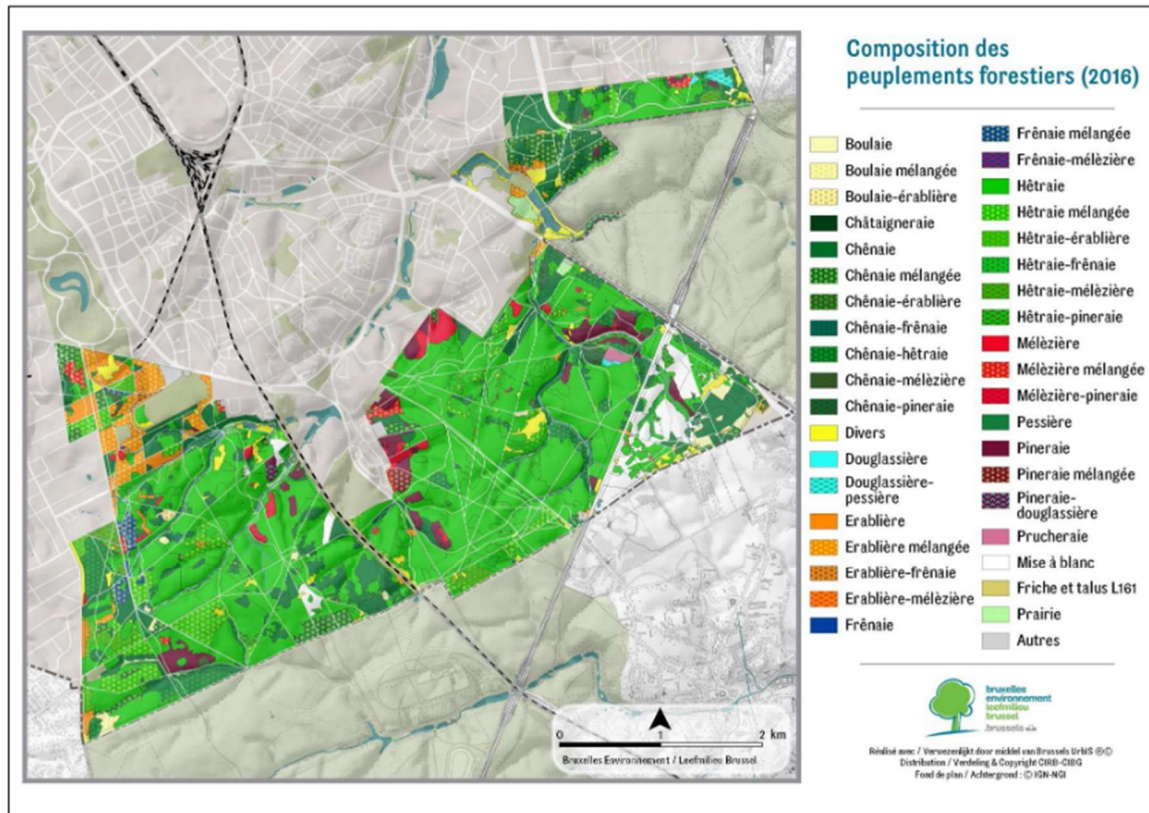 Composition des
peuplements forestiers (2016)
Boulaie
Boulaie mélangée
Boulaie-érablière
Châtaigneraie
Chênaie
Chênaie mélangée
Chênaie-érablière
Chênaie-frênaie
Chênaie-hêtraie
Chênaie-mélèzière
Chênaie-pineraie
Divers
Douglassière
Douglassière-
pessière
Erablière
Erablière mélangée
Erablière-frênaie
Erablière-mélèzière
Frênaie
Frênaie mélangée
Frênaie-mélèzière
Hêtraie
Hêtraie mélangée
Hêtraie-érablière
Hêtraie-frênaie
Hêtraie-mélèzière
Hêtraie-pineraie
Mélèzière
Mélèzière mélangée
Mélèzière-pineraie
Pessière
Pineraie
Pineraie mélangée
Pineraie-
douglassière
Prucheraie
Mise à blanc
Friche et talus L161
Prairie
Autres
0 1 2 km
Bruxelles Environnement / Leefmilieu Brussel
bruxelles
environnement
leefmilieu
brussel
.brussels
Réalisé avec / Verwezenlijkt door middel van Brussels UrbIS ®©
Distribution / Verdeling & Copyright CIRB-CIBG
Fond de plan / Achtergrond : © IGN-NGI